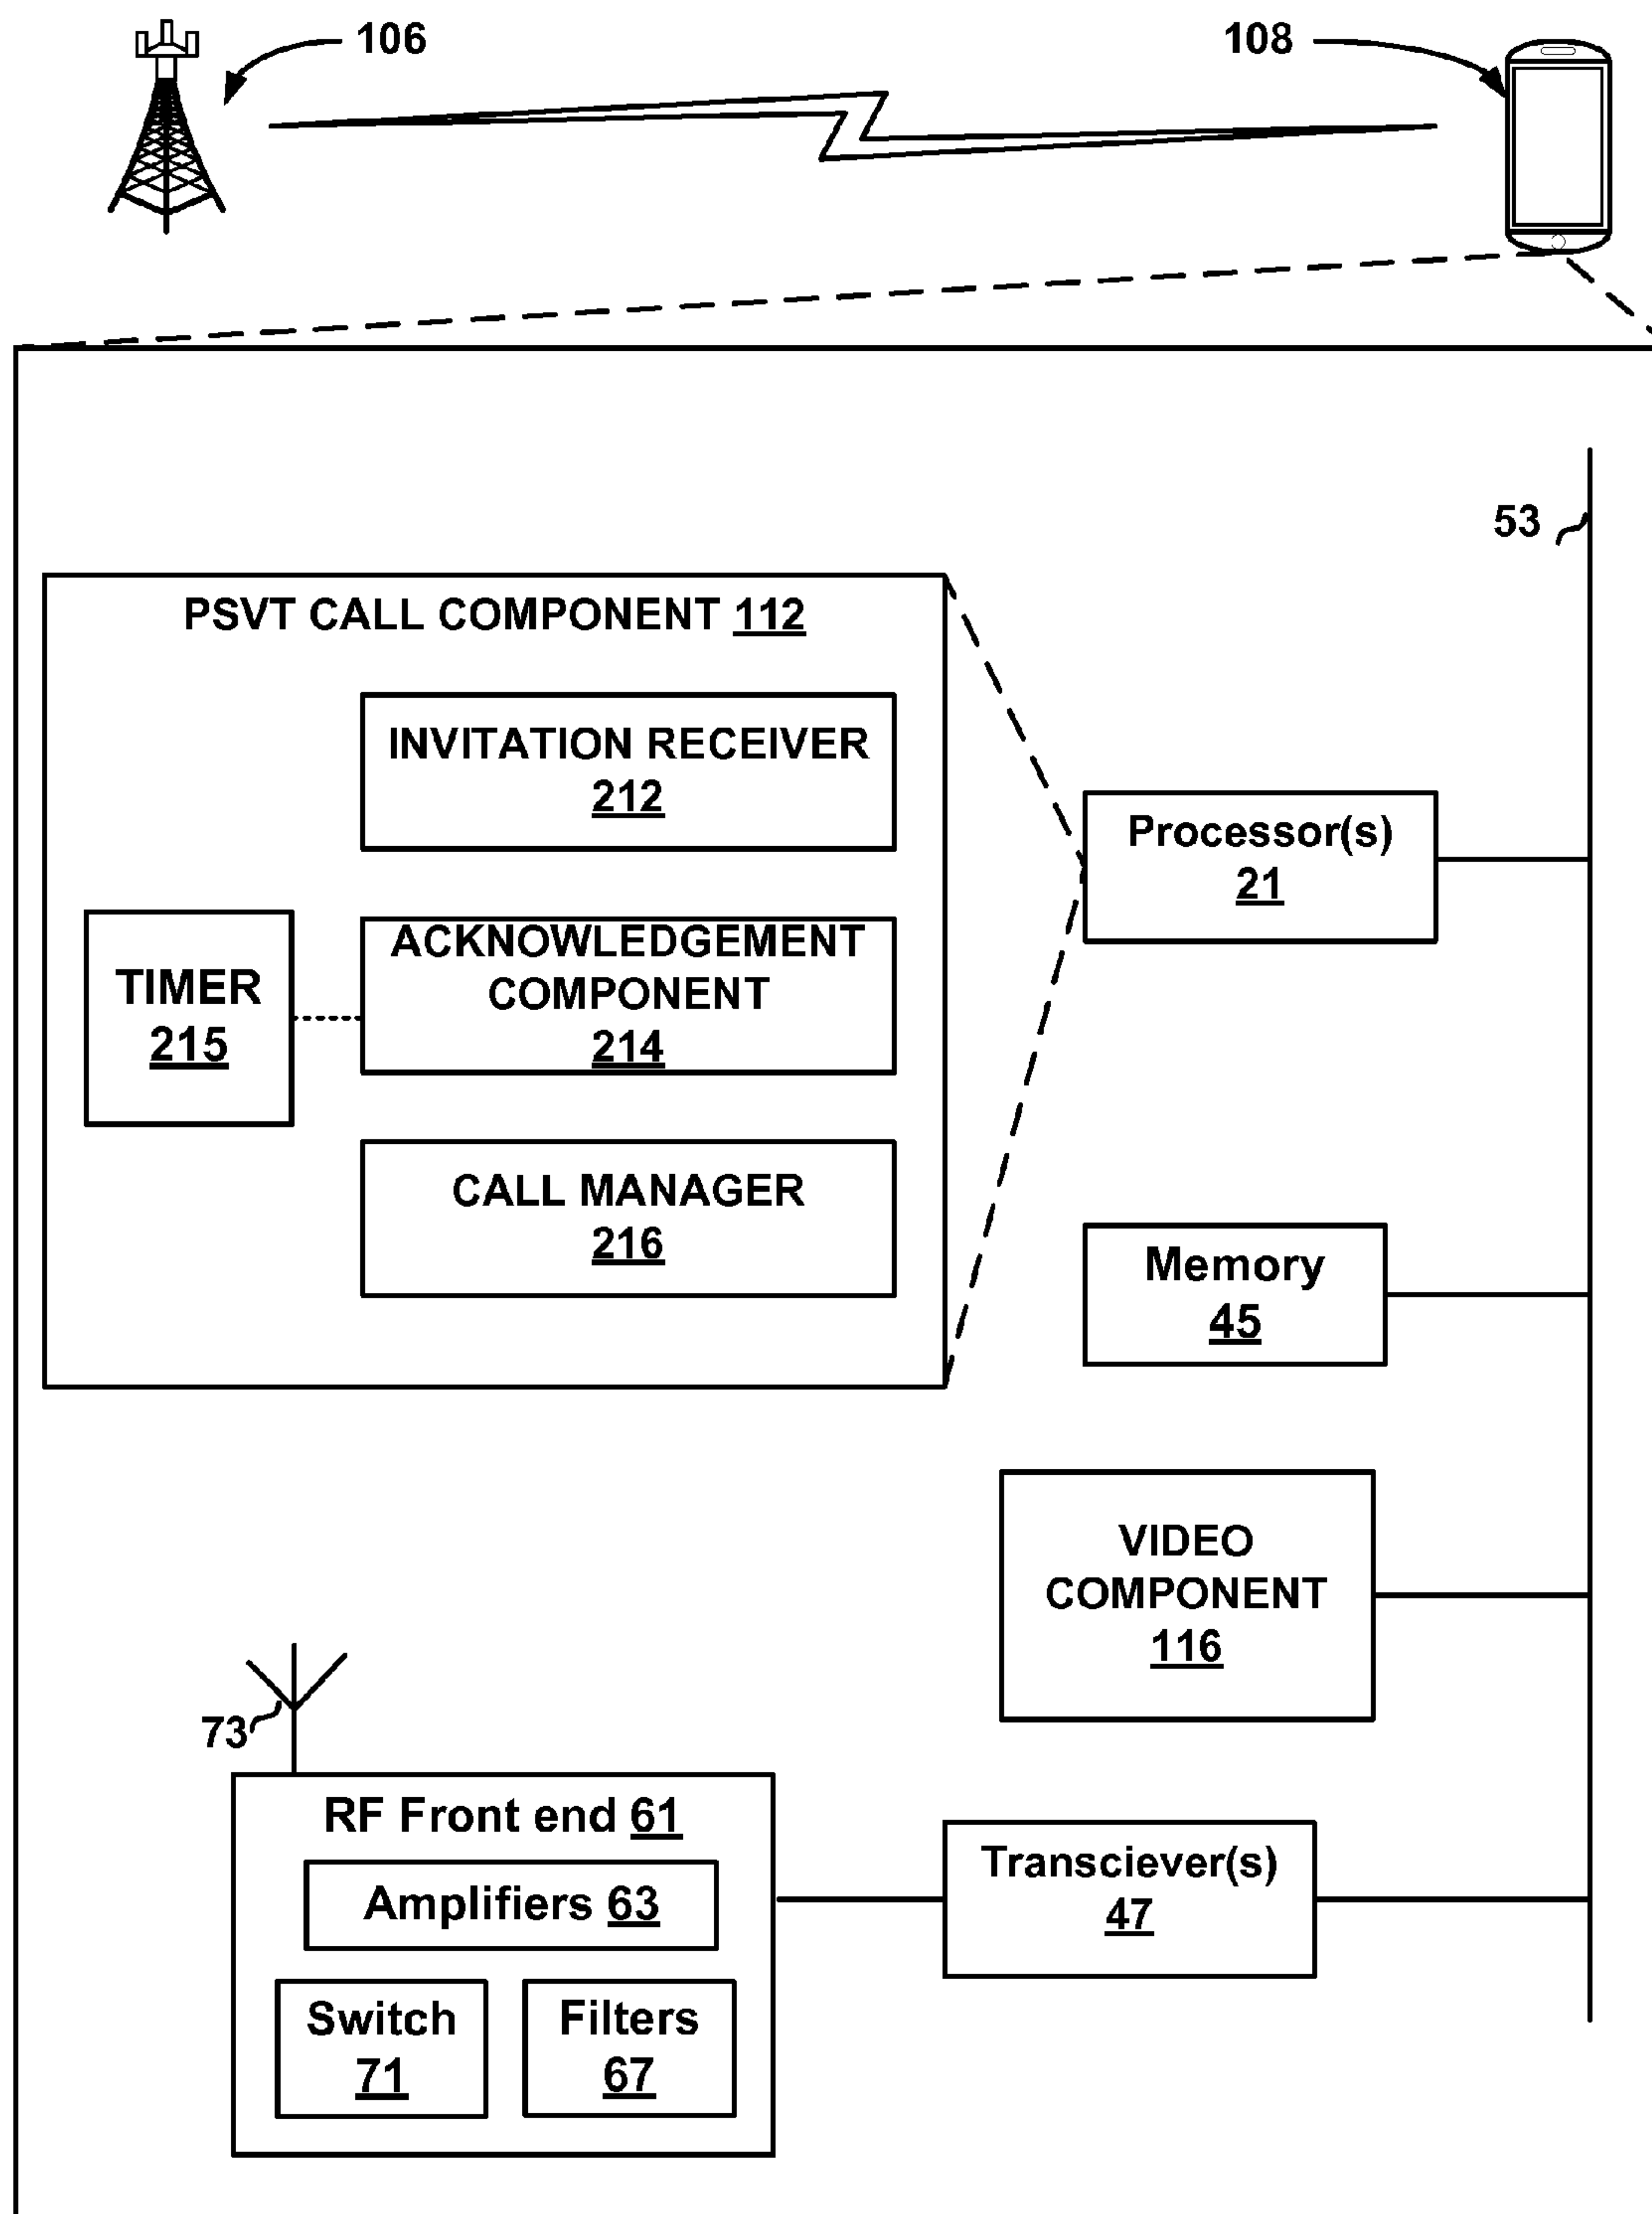 106
108
53
PSVT CALL COMPONENT 112
INVITATION RECEIVER
212
Processor(s)
21
ACKNOWLEDGEMENT
COMPONENT
214
TIMER
215
CALL MANAGER
216
Memory
45
VIDEO
COMPONENT
116
73
RF Front end 61
Amplifiers 63
Switch
71
Filters
67
Transciever(s)
47